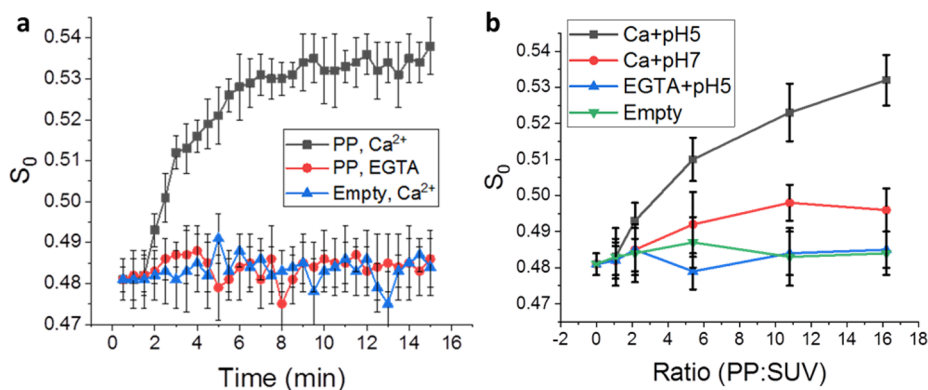 a
S₀
0.54
0.53
0.52
0.51
0.50
0.49
0.48
0.47
PP, Ca²⁺
PP, EGTA
Empty, Ca²⁺
0 2 4 6 8 10 12 14 16
Time (min)
b
S₀
0.54
0.53
0.52
0.51
0.50
0.49
0.48
0.47
Ca+pH5
Ca+pH7
EGTA+pH5
Empty
-2 0 2 4 6 8 10 12 14 16 18
Ratio (PP:SUV)